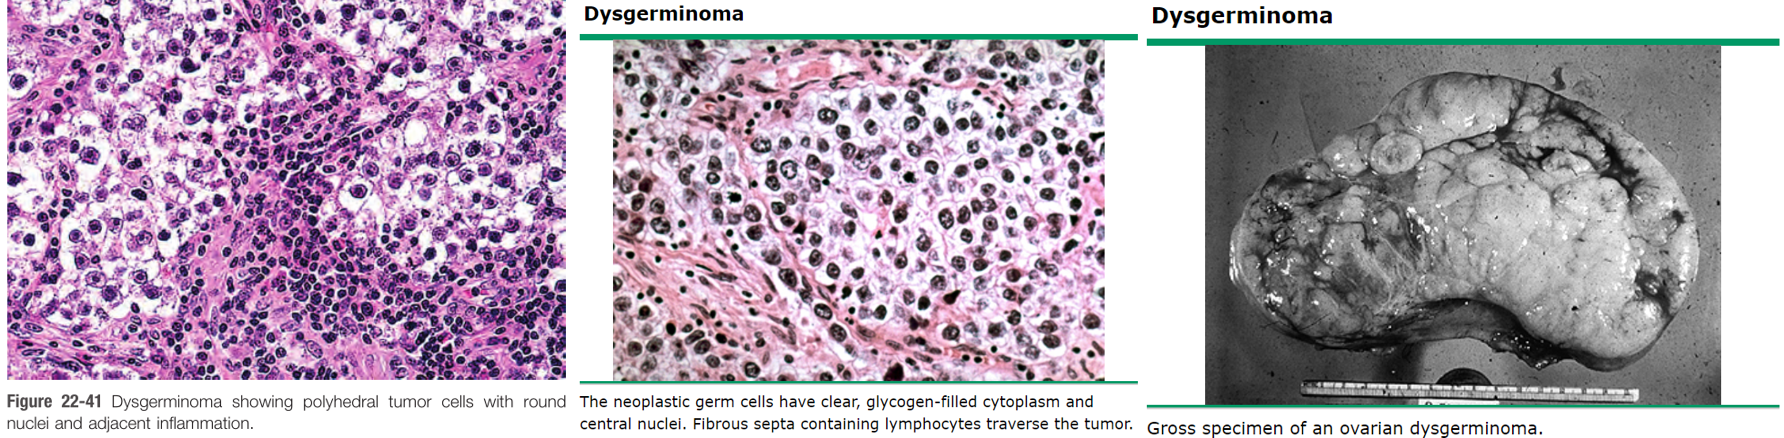 Figure 22-41 Dysgerminoma showing polyhedral tumor cells with round
nuclei and adjacent inflammation.
Dysgerminoma
The neoplastic germ cells have clear, glycogen-filled cytoplasm and
central nuclei. Fibrous septa containing lymphocytes traverse the tumor.
Dysgerminoma
Gross specimen of an ovarian dysgerminoma.